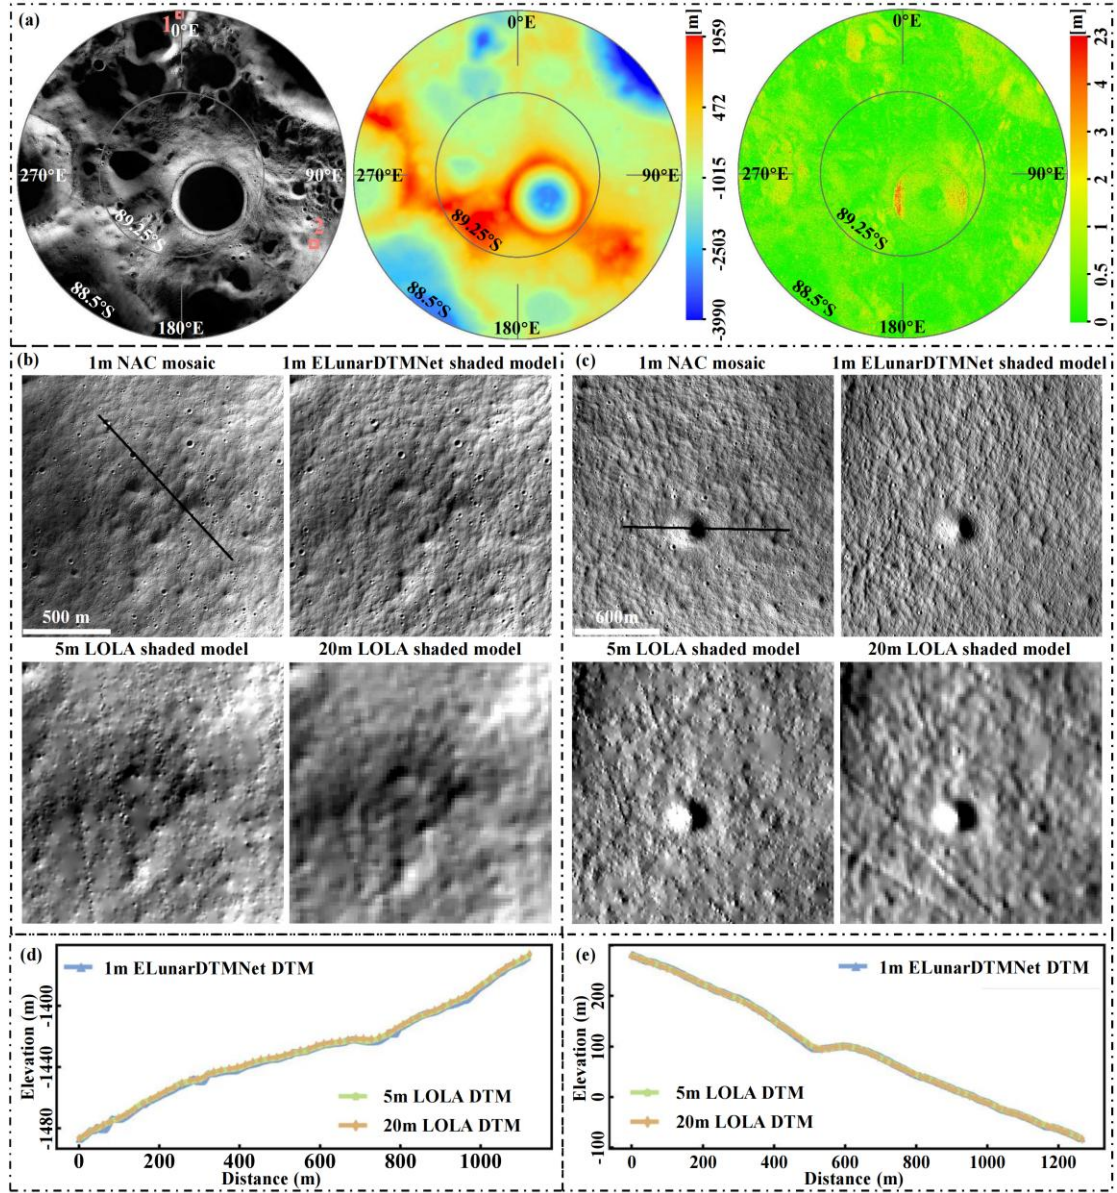 (a)
1
0°E
270°E
90°E
2
89.25°S
88.5°S
180°E
0°E
270°E
90°E
89.25°S
88.5°S
180°E
[m]
1959
472
-1015
-2503
-3990
0°E
270°E
90°E
89.25°S
88.5°S
180°E
[m]
23
4
3
2
1
0.5
0
(b)
1m NAC mosaic
1m ELunarDTMNet shaded model
500 m
5m LOLA shaded model
20m LOLA shaded model
(c)
1m NAC mosaic
1m ELunarDTMNet shaded model
600m
5m LOLA shaded model
20m LOLA shaded model
(d)
1m ELunarDTMNet DTM
5m LOLA DTM
20m LOLA DTM
Elevation (m)
-1400
-1440
-1480
0 200 400 600 800 1000
Distance (m)
(e)
1m ELunarDTMNet DTM
5m LOLA DTM
20m LOLA DTM
Elevation (m)
200
100
0
-100
0 200 400 600 800 1000 1200
Distance (m)